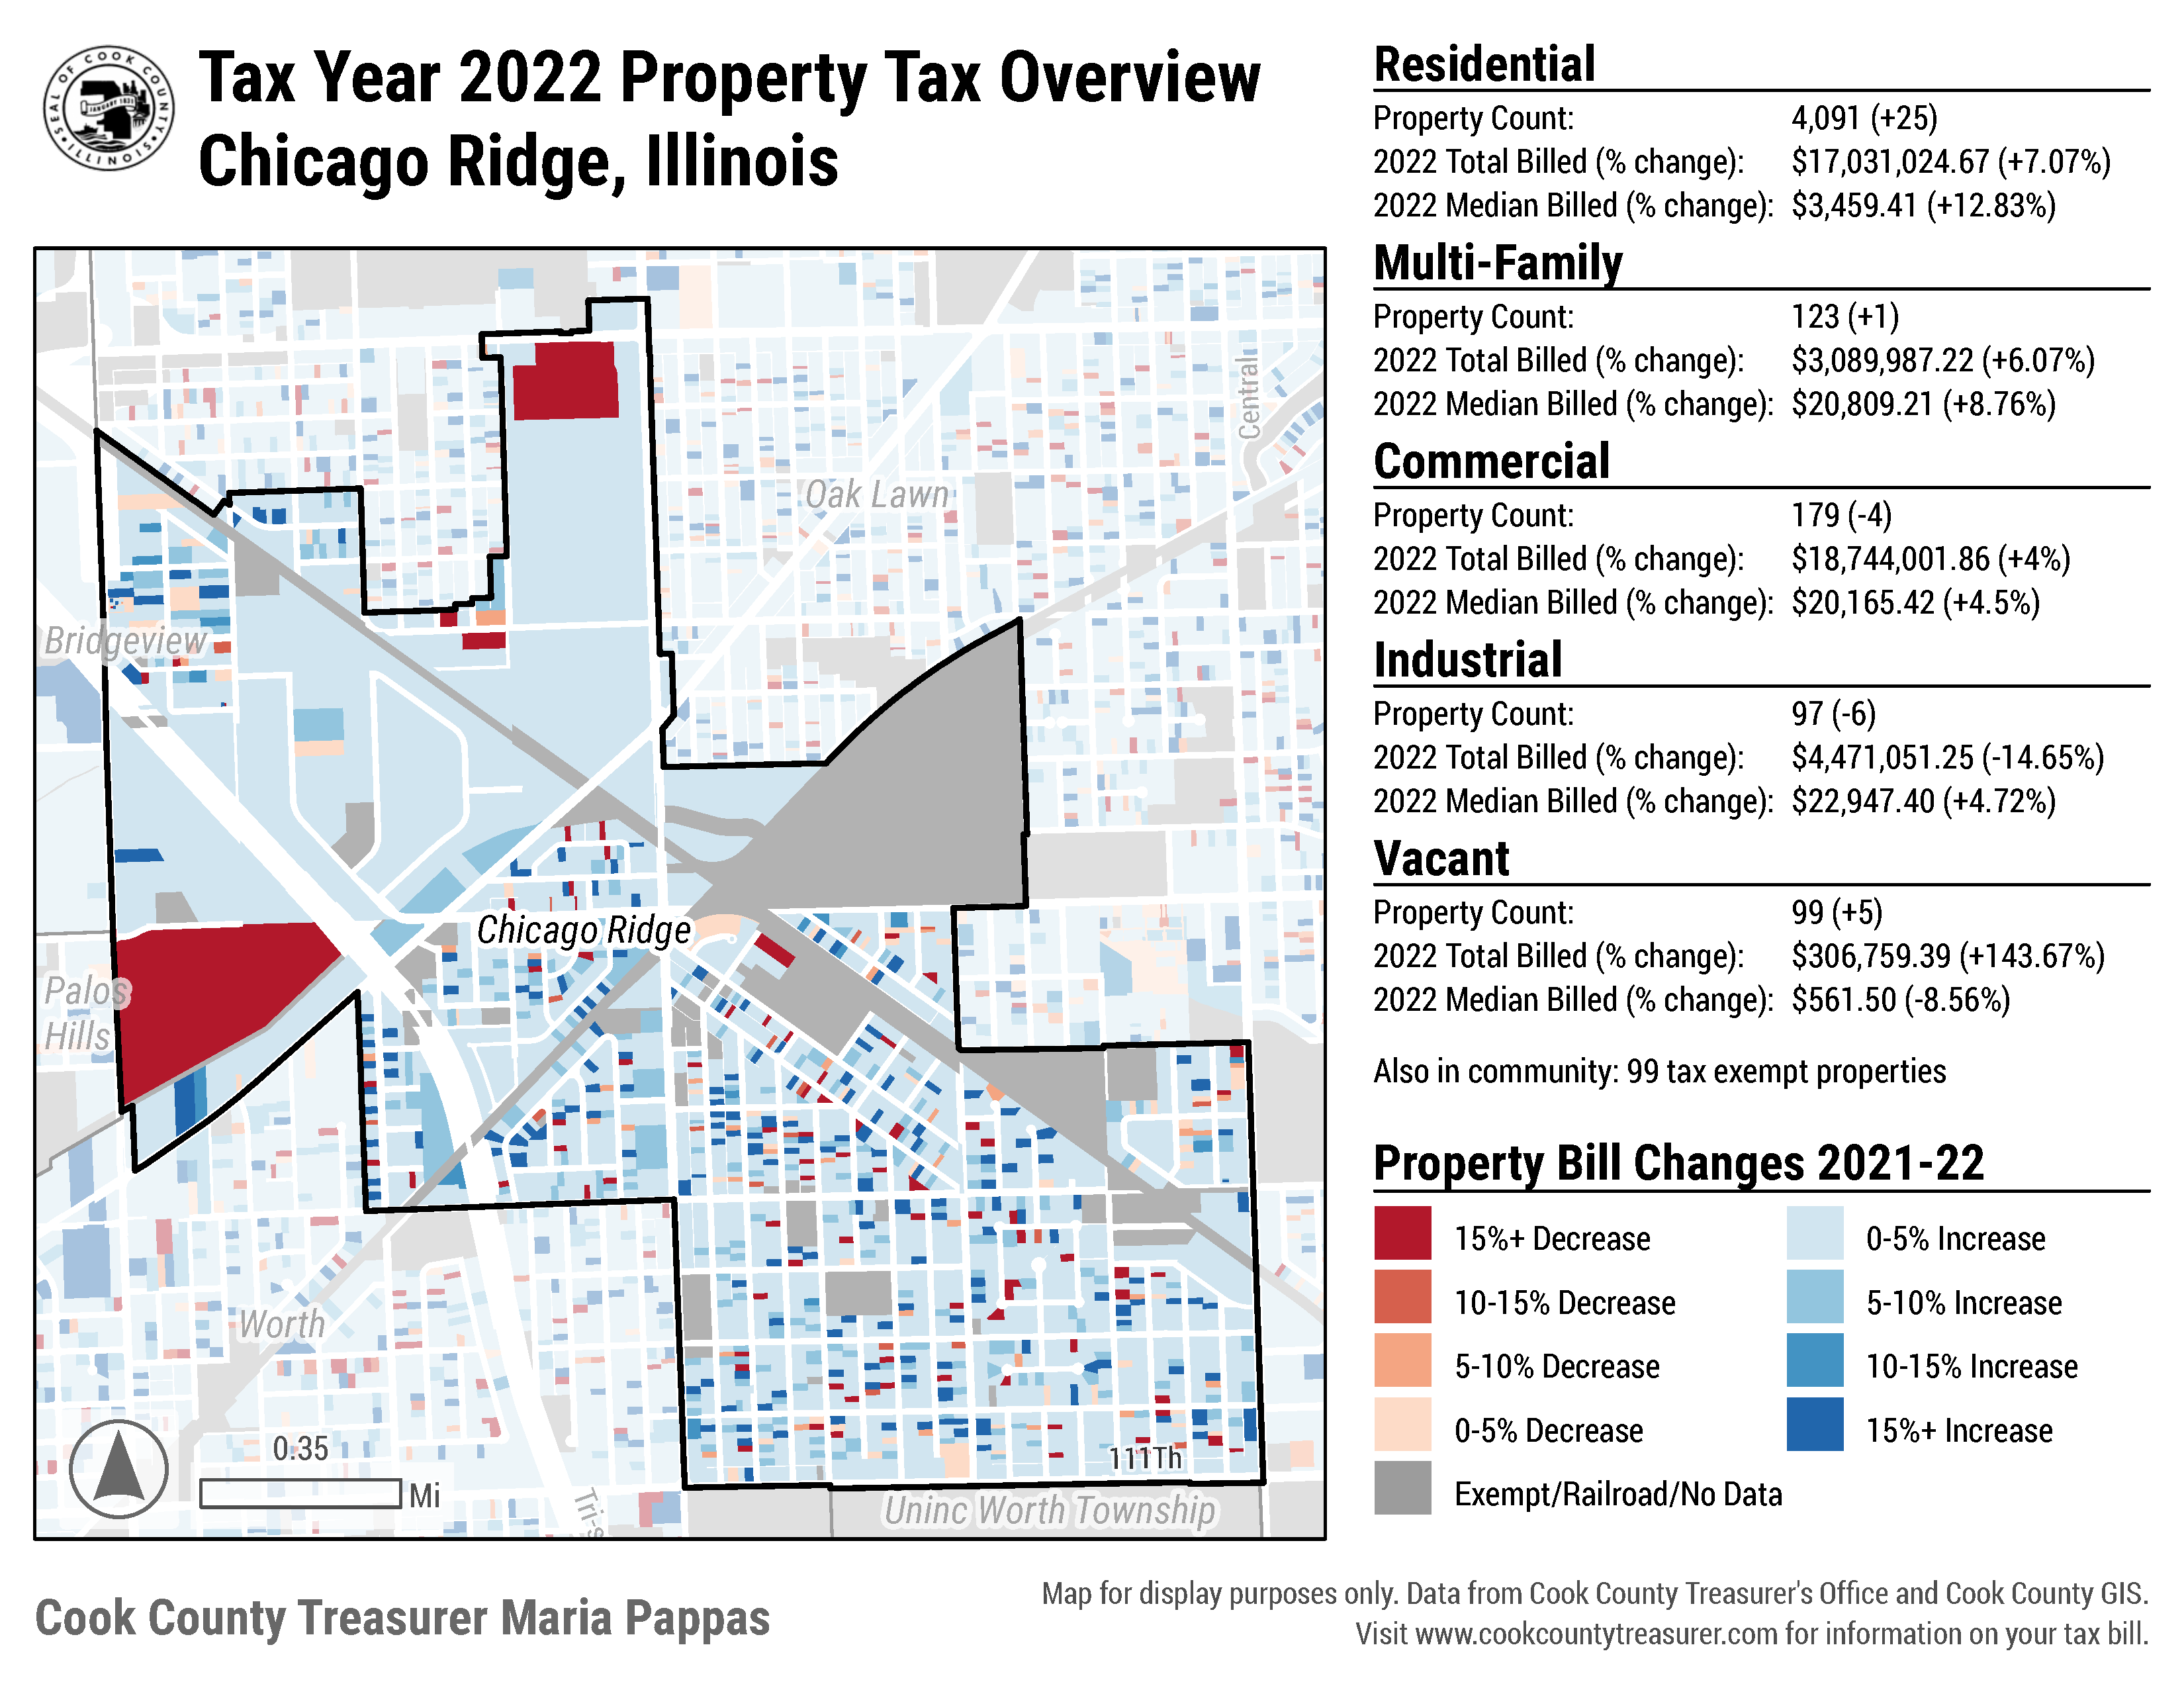 SEAL OF COOK COUNTY
JANUARY 1831
ILLINOIS
Tax Year 2022 Property Tax Overview
Chicago Ridge, Illinois
Central
Oak Lawn
Bridgeview
Chicago Ridge
Palos
Hills
Worth
0.35
Mi
111Th
Uninc Worth Township
Tri-s
Residential
Property Count: 4,091 (+25)
2022 Total Billed (% change): $17,031,024.67 (+7.07%)
2022 Median Billed (% change): $3,459.41 (+12.83%)
Multi-Family
Property Count: 123 (+1)
2022 Total Billed (% change): $3,089,987.22 (+6.07%)
2022 Median Billed (% change): $20,809.21 (+8.76%)
Commercial
Property Count: 179 (-4)
2022 Total Billed (% change): $18,744,001.86 (+4%)
2022 Median Billed (% change): $20,165.42 (+4.5%)
Industrial
Property Count: 97 (-6)
2022 Total Billed (% change): $4,471,051.25 (-14.65%)
2022 Median Billed (% change): $22,947.40 (+4.72%)
Vacant
Property Count: 99 (+5)
2022 Total Billed (% change): $306,759.39 (+143.67%)
2022 Median Billed (% change): $561.50 (-8.56%)
Also in community: 99 tax exempt properties
Property Bill Changes 2021-22
15%+ Decrease
10-15% Decrease
5-10% Decrease
0-5% Decrease
Exempt/Railroad/No Data
0-5% Increase
5-10% Increase
10-15% Increase
15%+ Increase
Cook County Treasurer Maria Pappas
Map for display purposes only. Data from Cook County Treasurer's Office and Cook County GIS.
Visit www.cookcountytreasurer.com for information on your tax bill.